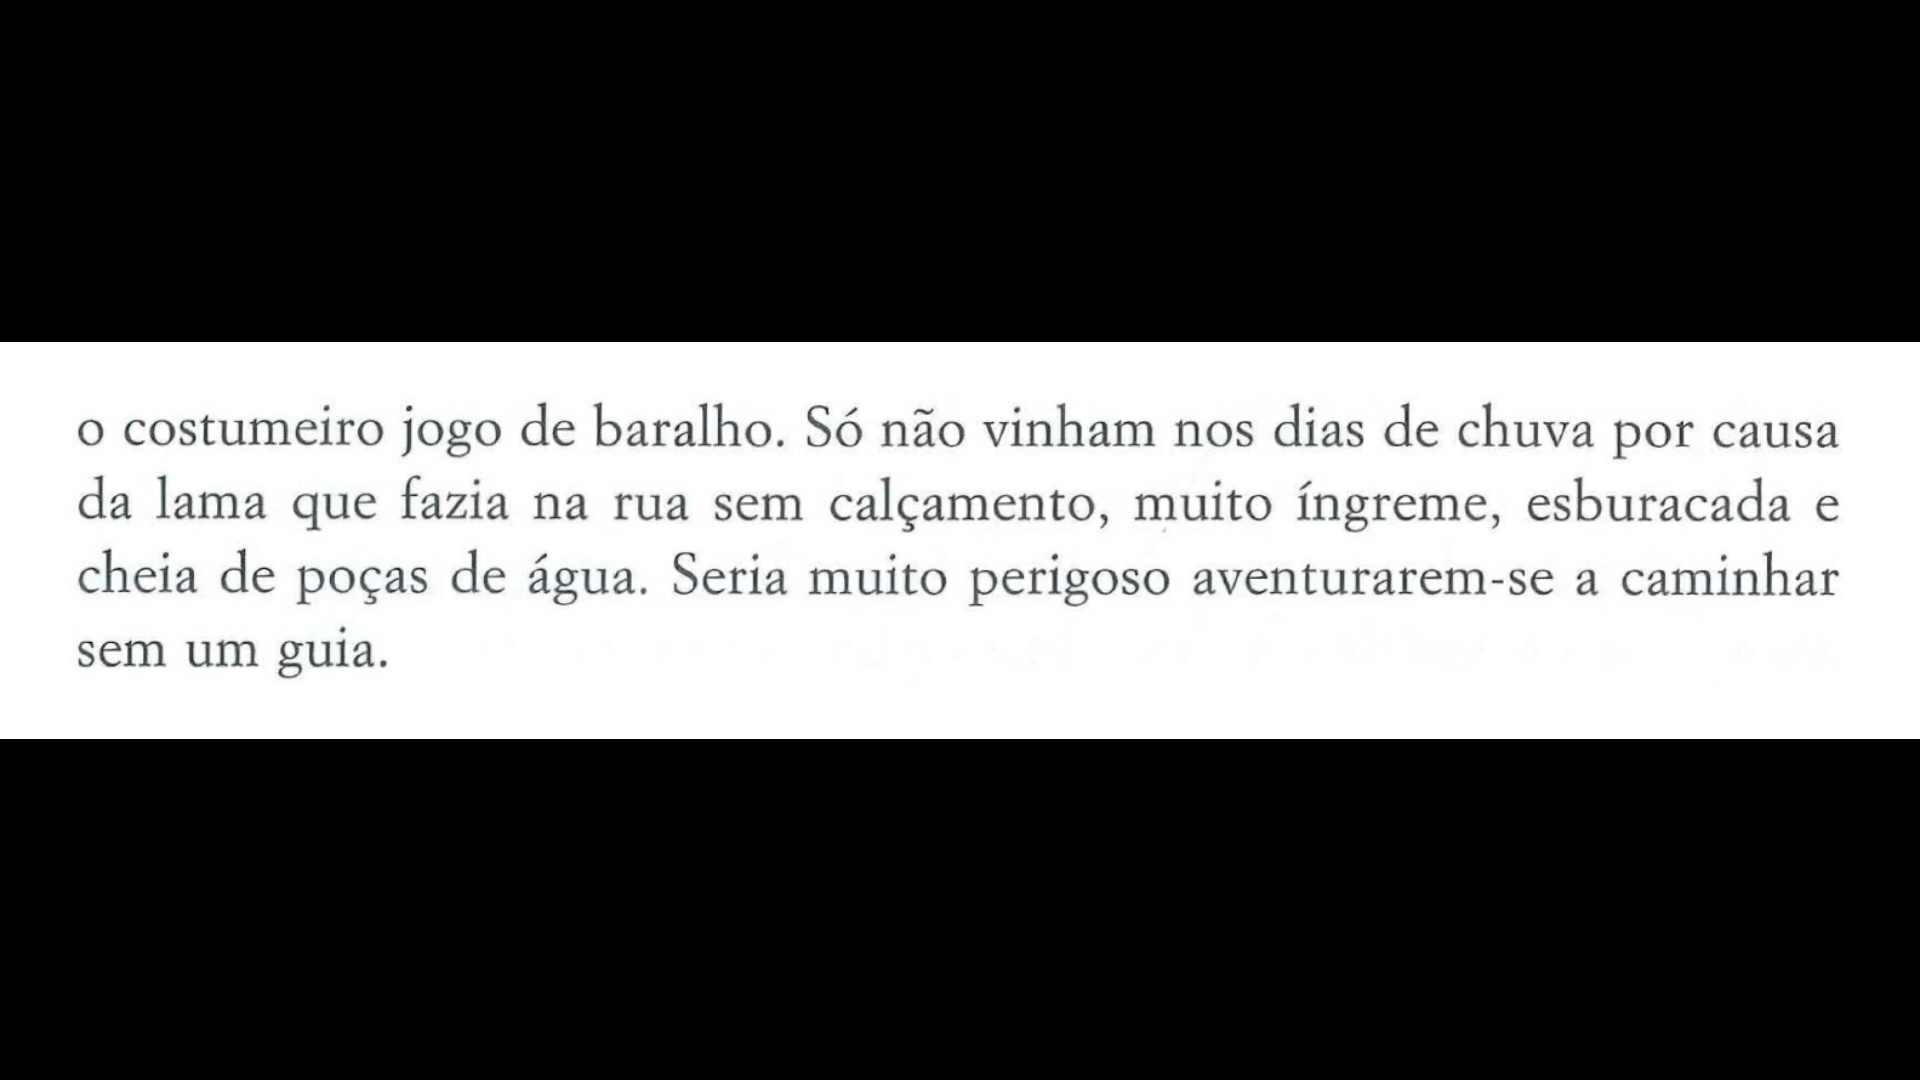 o costumeiro jogo de baralho. Só não vinham nos dias de chuva por causa
da lama que fazia na rua sem calçamento, muito íngreme, esburacada e
cheia de poças de água. Seria muito perigoso aventurarem-se a caminhar
sem um guia.